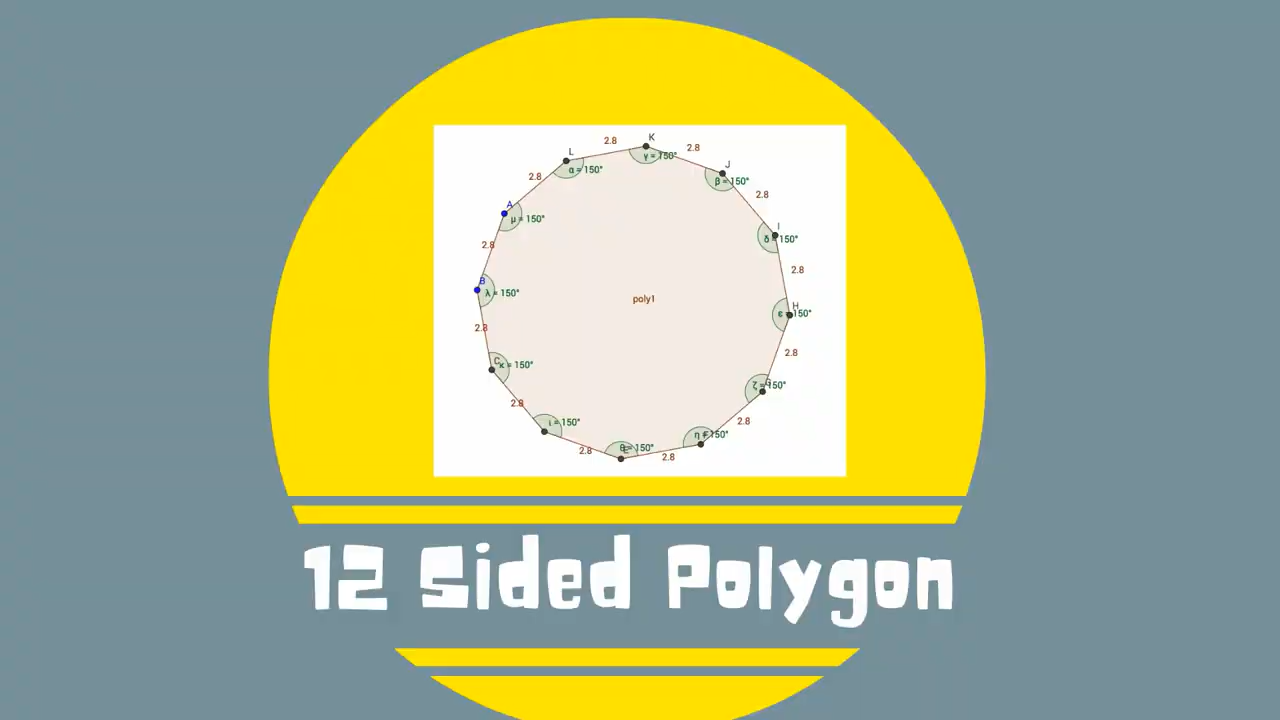 K
2.8
2.8
L
J
γ = 150°
α = 150°
β = 150°
2.8
2.8
A
μ = 150°
I
δ = 150°
2.8
2.8
B
λ = 150°
poly1
H
ε = 150°
2.8
2.8
C
κ = 150°
ζ = 150°
2.8
2.8
ι = 150°
η = 150°
F
θ = 150°
E
2.8
2.8
12 Sided Polygon